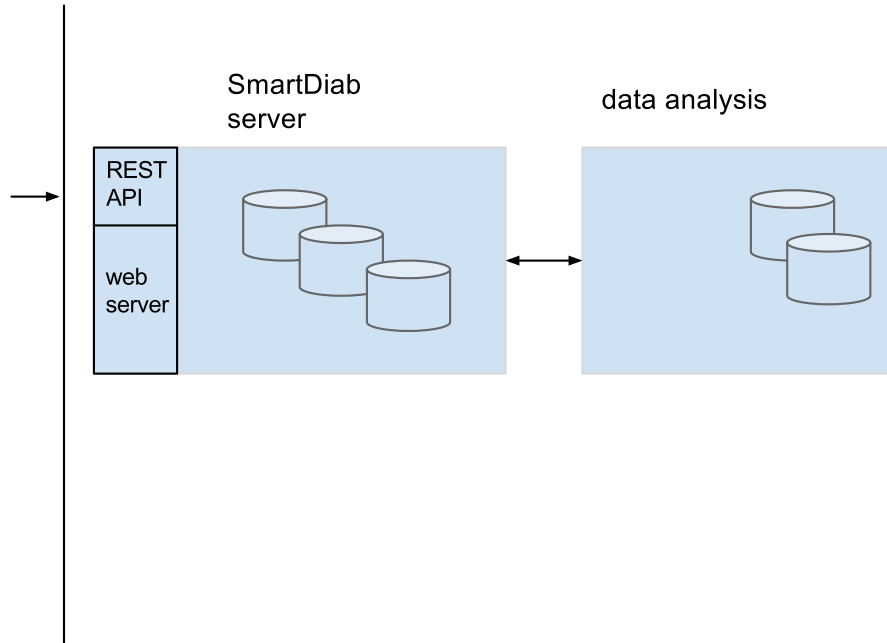 SmartDiab
server
data analysis
REST
API
web
server